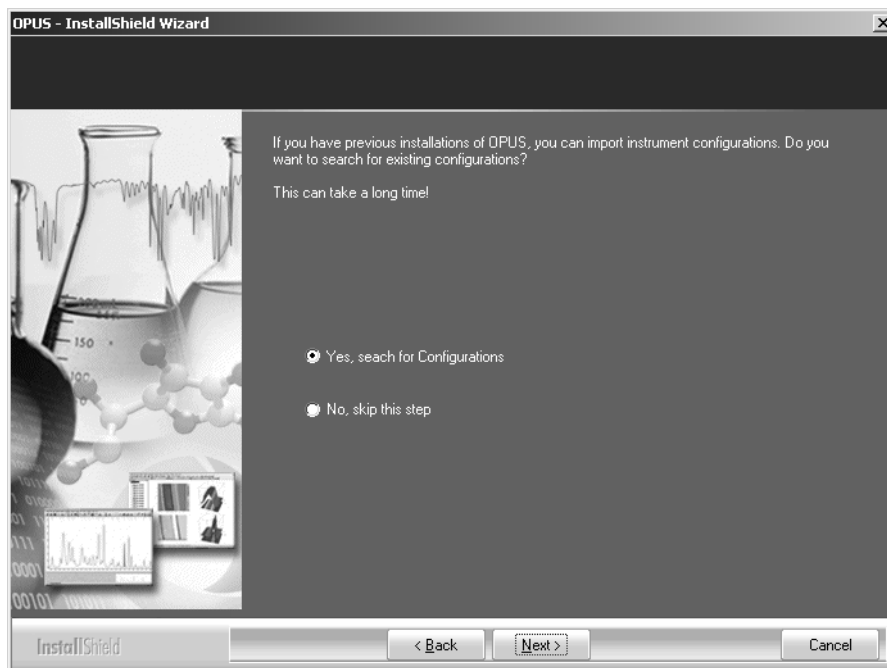 OPUS - InstallShield Wizard
If you have previous installations of OPUS, you can import instrument configurations. Do you
want to search for existing configurations?
This can take a long time!
150
Yes, seach for Configurations
No, skip this step
InstallShield
< Back
Next >
Cancel